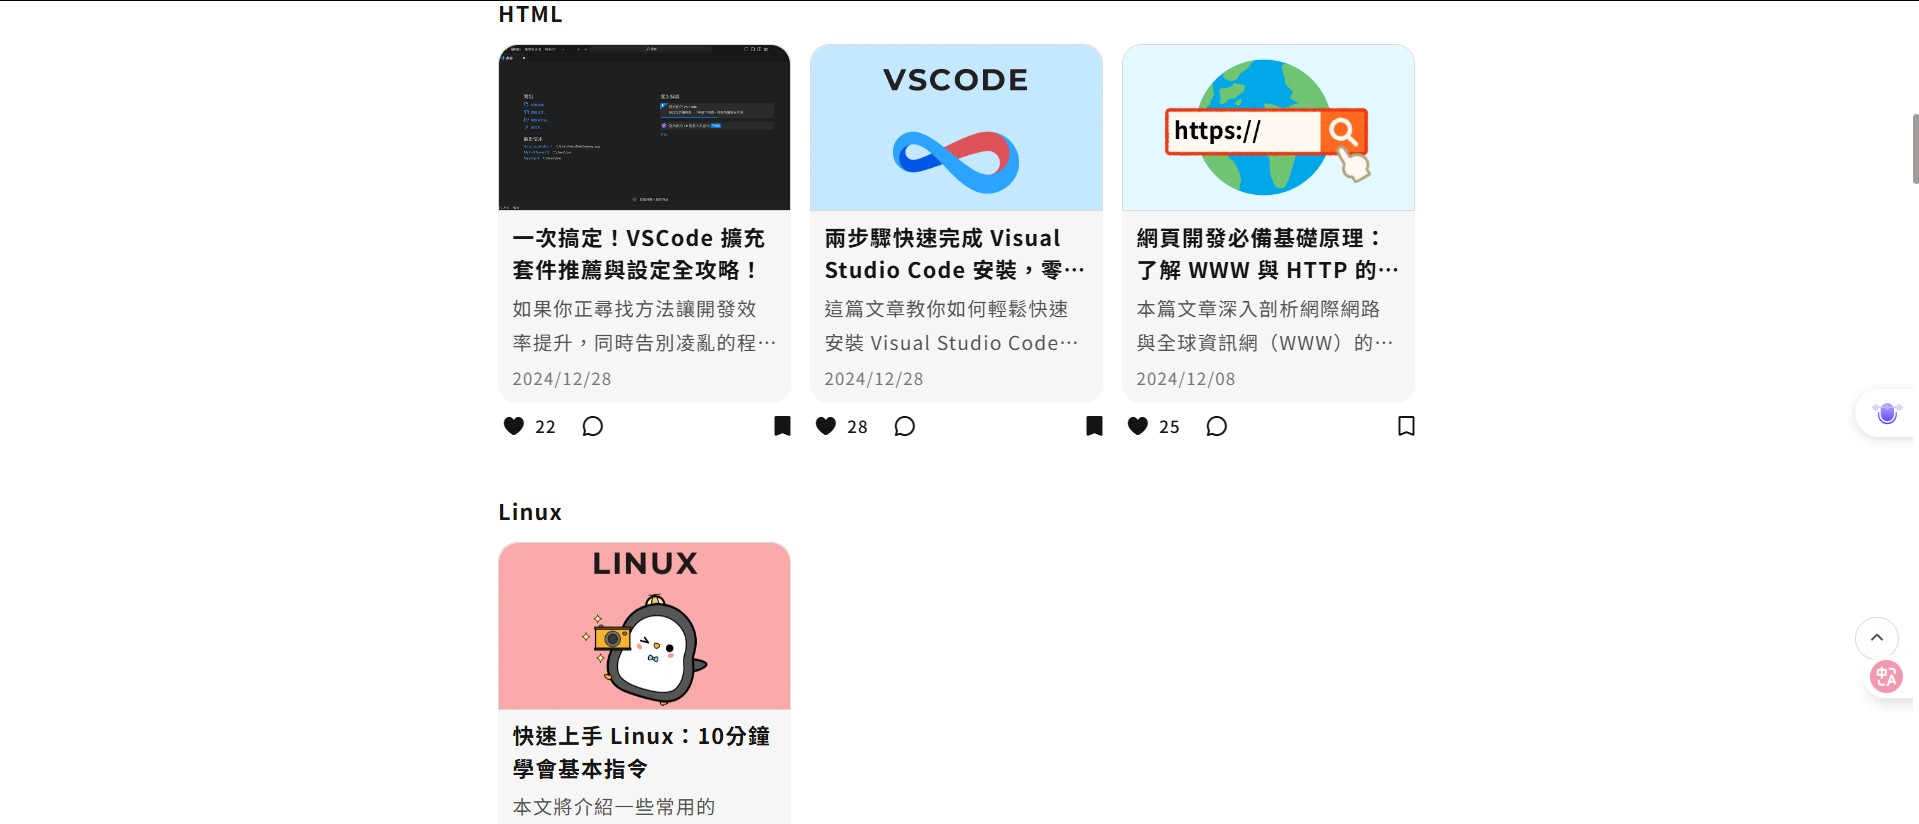 HTML
一次搞定！VSCode 擴充
套件推薦與設定全攻略！
如果你正尋找方法讓開發效
率提升，同時告別凌亂的程…
2024/12/28
22
VSCODE
兩步驟快速完成 Visual
Studio Code 安裝，零…
這篇文章教你如何輕鬆快速
安裝 Visual Studio Code…
2024/12/28
28
https://
網頁開發必備基礎原理：
了解 WWW 與 HTTP 的…
本篇文章深入剖析網際網路
與全球資訊網（WWW）的…
2024/12/08
25
Linux
LINUX
快速上手 Linux：10分鐘
學會基本指令
本文將介紹一些常用的
中A